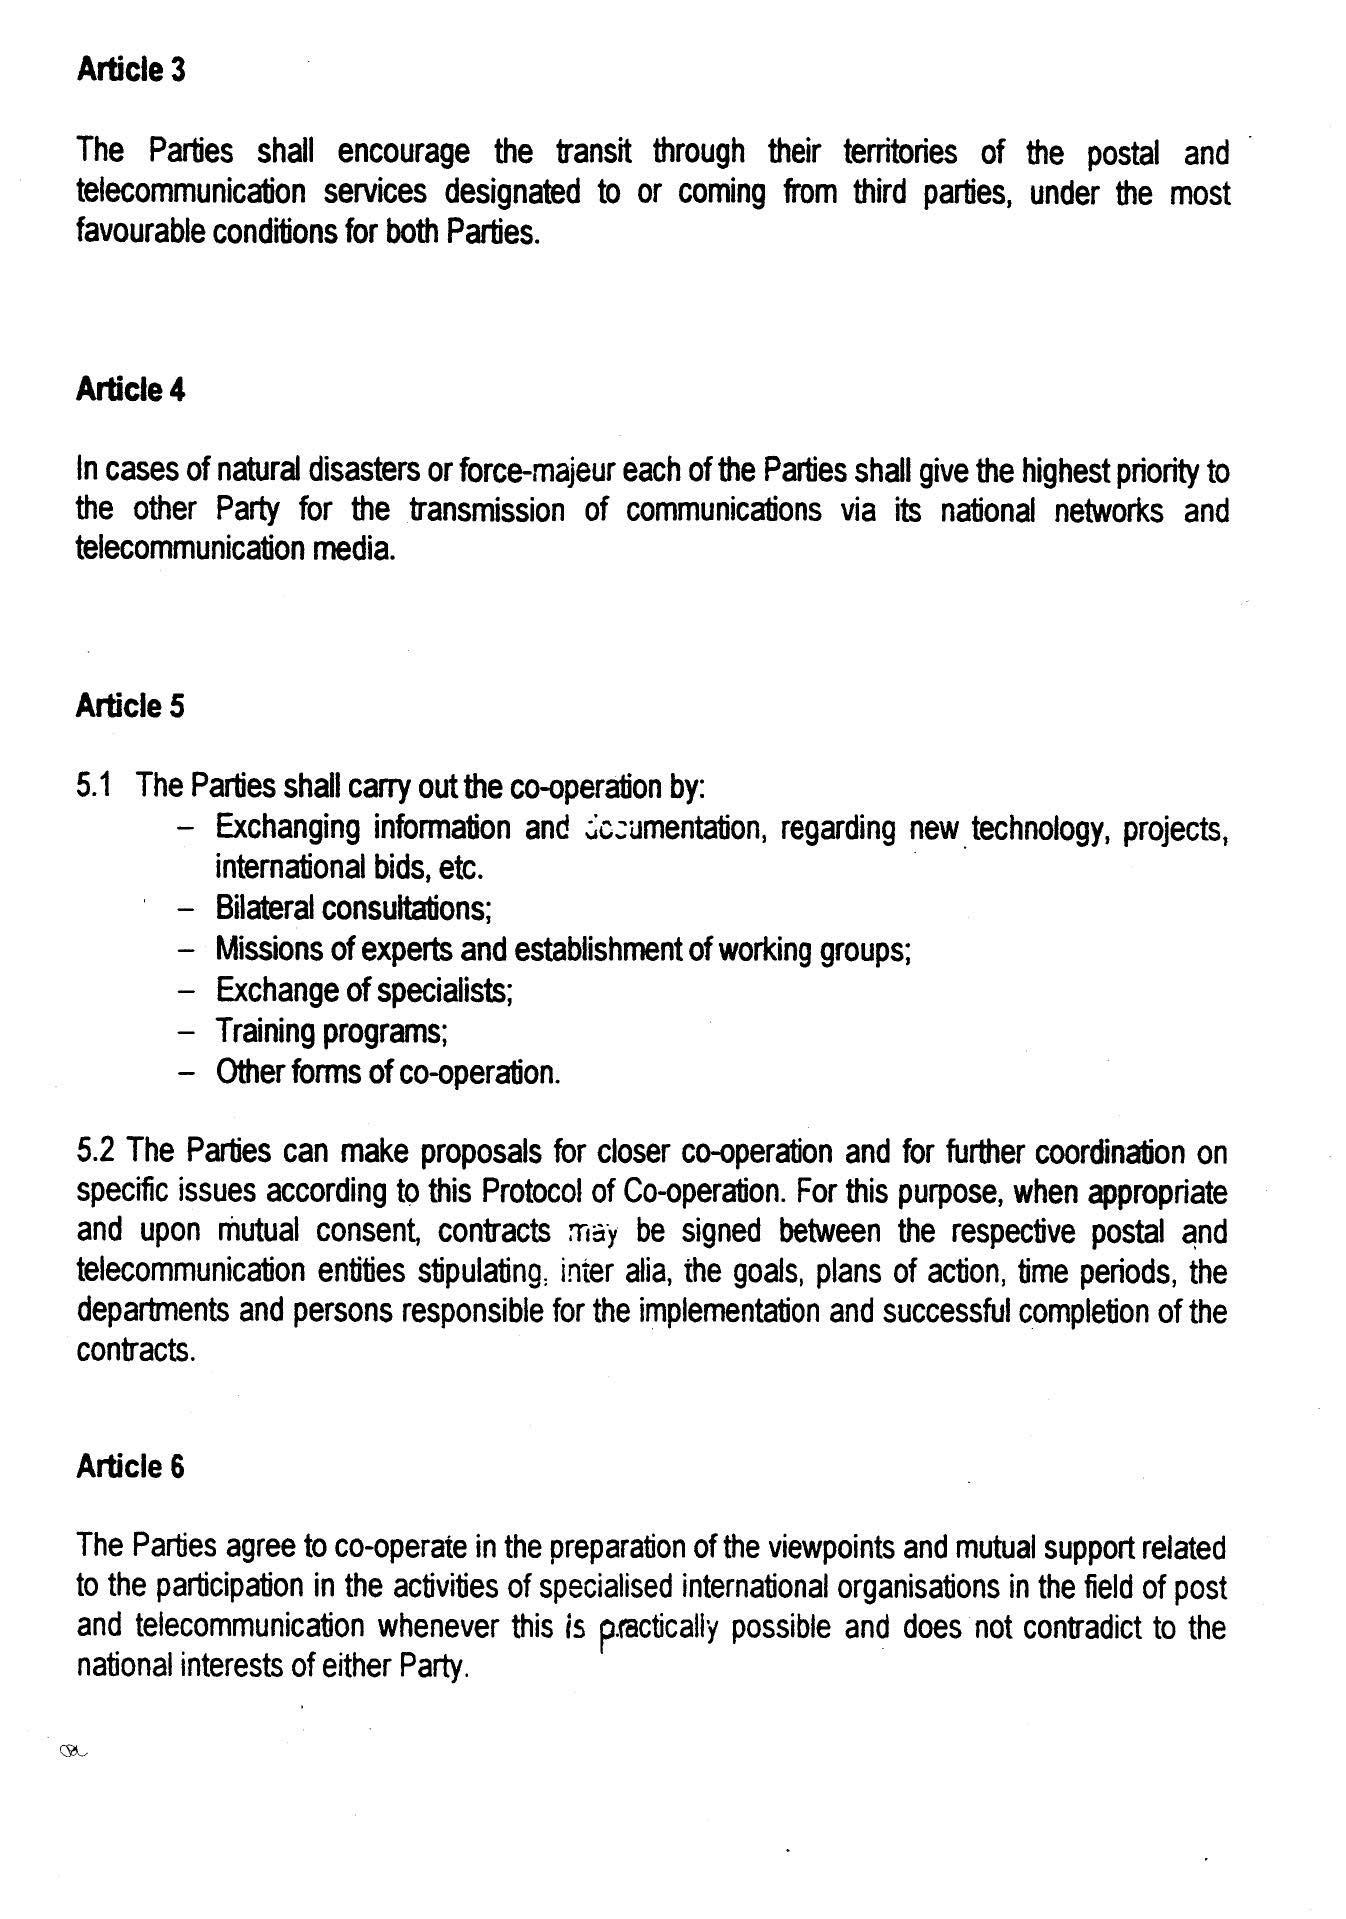 Article 3
The Parties shall encourage the transit through their territories of the postal and
telecommunication services designated to or coming from third parties, under the most
favourable conditions for both Parties.
Article 4
In cases of natural disasters or force-majeur each of the Parties shall give the highest priority to
the other Party for the transmission of communications via its national networks and
telecommunication media.
Article 5
5.1 The Parties shall carry out the co-operation by:
– Exchanging information and documentation, regarding new technology, projects,
international bids, etc.
– Bilateral consultations;
– Missions of experts and establishment of working groups;
– Exchange of specialists;
– Training programs;
– Other forms of co-operation.
5.2 The Parties can make proposals for closer co-operation and for further coordination on
specific issues according to this Protocol of Co-operation. For this purpose, when appropriate
and upon mutual consent, contracts may be signed between the respective postal and
telecommunication entities stipulating, inter alia, the goals, plans of action, time periods, the
departments and persons responsible for the implementation and successful completion of the
contracts.
Article 6
The Parties agree to co-operate in the preparation of the viewpoints and mutual support related
to the participation in the activities of specialised international organisations in the field of post
and telecommunication whenever this is practically possible and does not contradict to the
national interests of either Party.